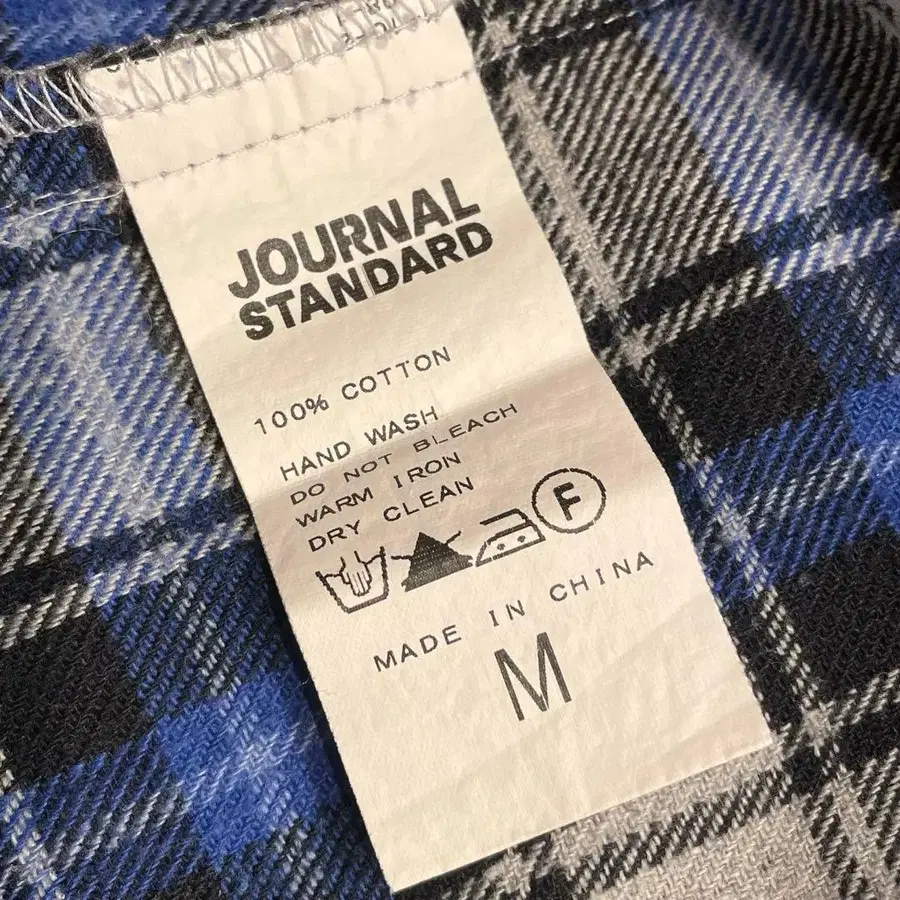 JOURNAL
STANDARD
100% COTTON
HAND WASH
DO NOT BLEACH
WARM IRON
DRY CLEAN
F
MADE IN CHINA
M